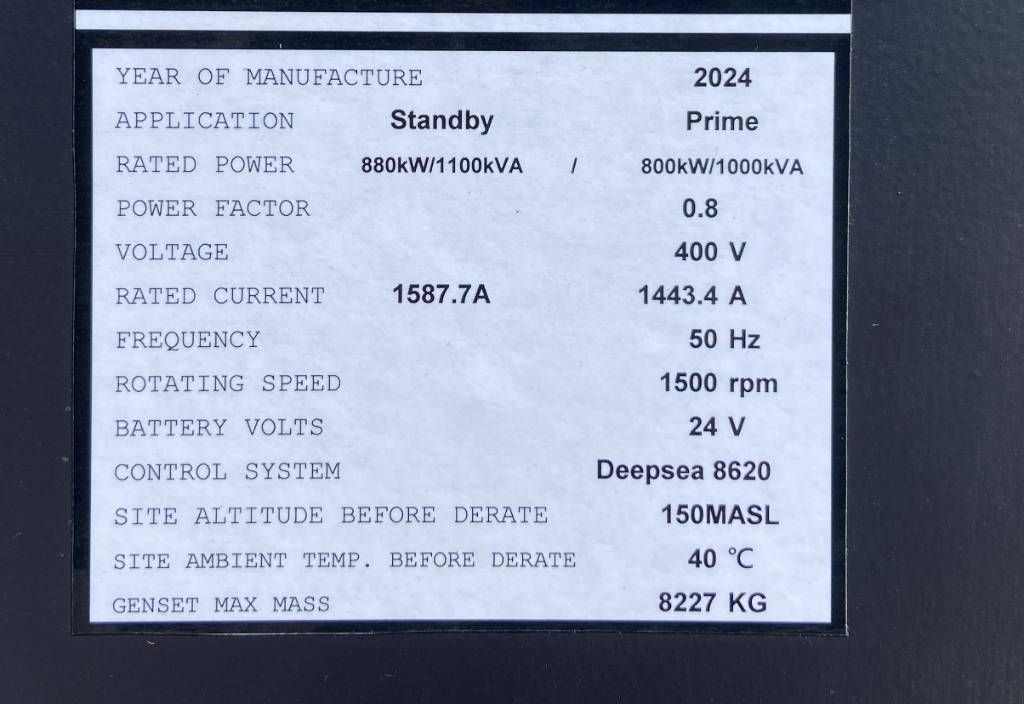 YEAR OF MANUFACTURE 2024
APPLICATION Standby Prime
RATED POWER 880kW/1100kVA / 800kW/1000kVA
POWER FACTOR 0.8
VOLTAGE 400 V
RATED CURRENT 1587.7A 1443.4 A
FREQUENCY 50 Hz
ROTATING SPEED 1500 rpm
BATTERY VOLTS 24 V
CONTROL SYSTEM Deepsea 8620
SITE ALTITUDE BEFORE DERATE 150MASL
SITE AMBIENT TEMP. BEFORE DERATE 40 ℃
GENSET MAX MASS 8227 KG